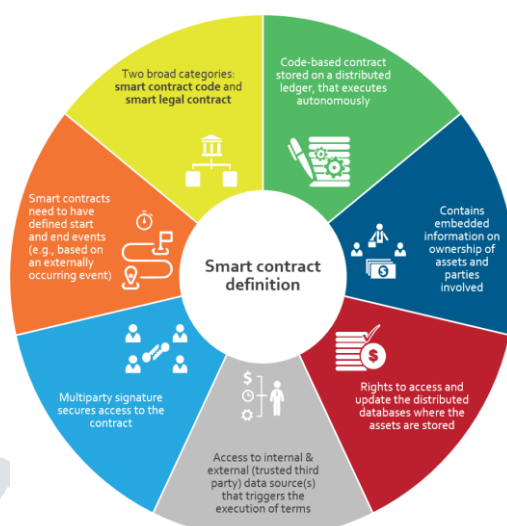 Two broad categories:
smart contract code and
smart legal contract
Code-based contract
stored on a distributed
ledger, that executes
autonomously
Contains
embedded
information on
ownership of
assets and
parties
involved
Rights to access and
update the distributed
databases where the
assets are stored
Access to internal &
external (trusted third
party) data source(s)
that triggers the
execution of terms
Multiparty signature
secures access to the
contract
Smart contracts
need to have
defined start
and end events
(e.g., based on
an externally
occurring event)
Smart contract
definition
$
$
$